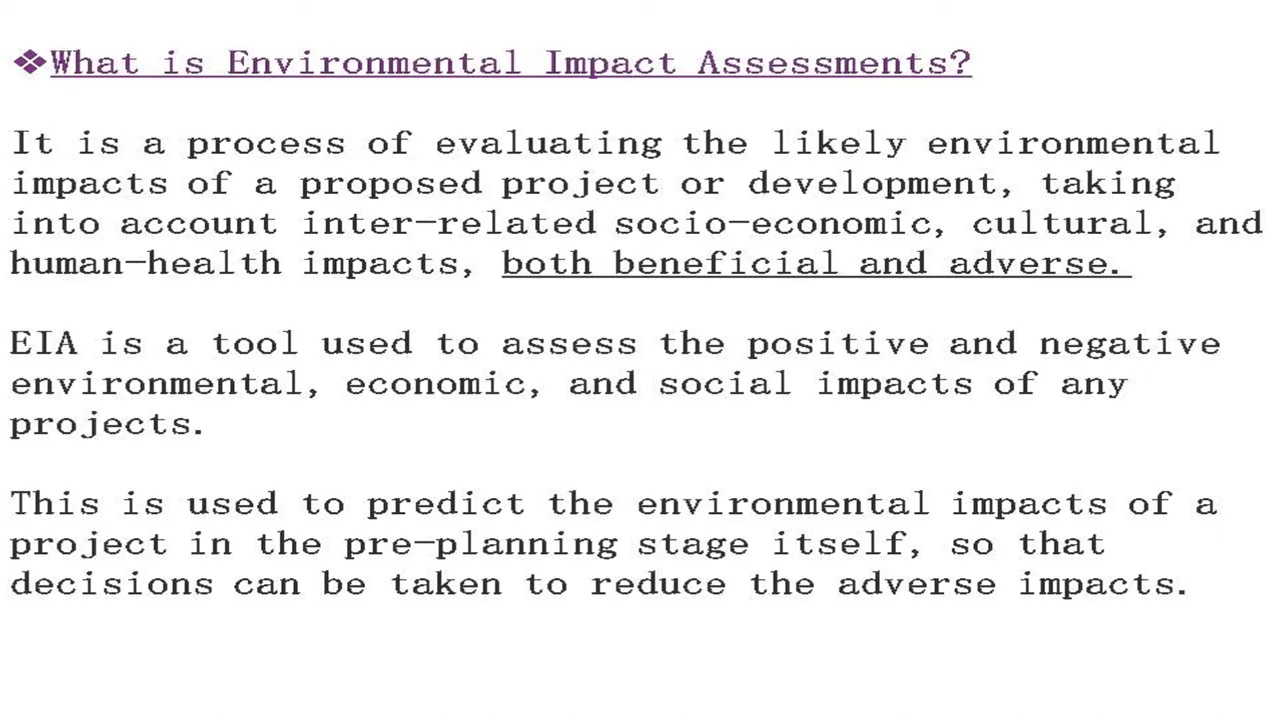 ❖What is Environmental Impact Assessments?
It is a process of evaluating the likely environmental
impacts of a proposed project or development, taking
into account inter-related socio-economic, cultural, and
human-health impacts, both beneficial and adverse.
EIA is a tool used to assess the positive and negative
environmental, economic, and social impacts of any
projects.
This is used to predict the environmental impacts of a
project in the pre-planning stage itself, so that
decisions can be taken to reduce the adverse impacts.